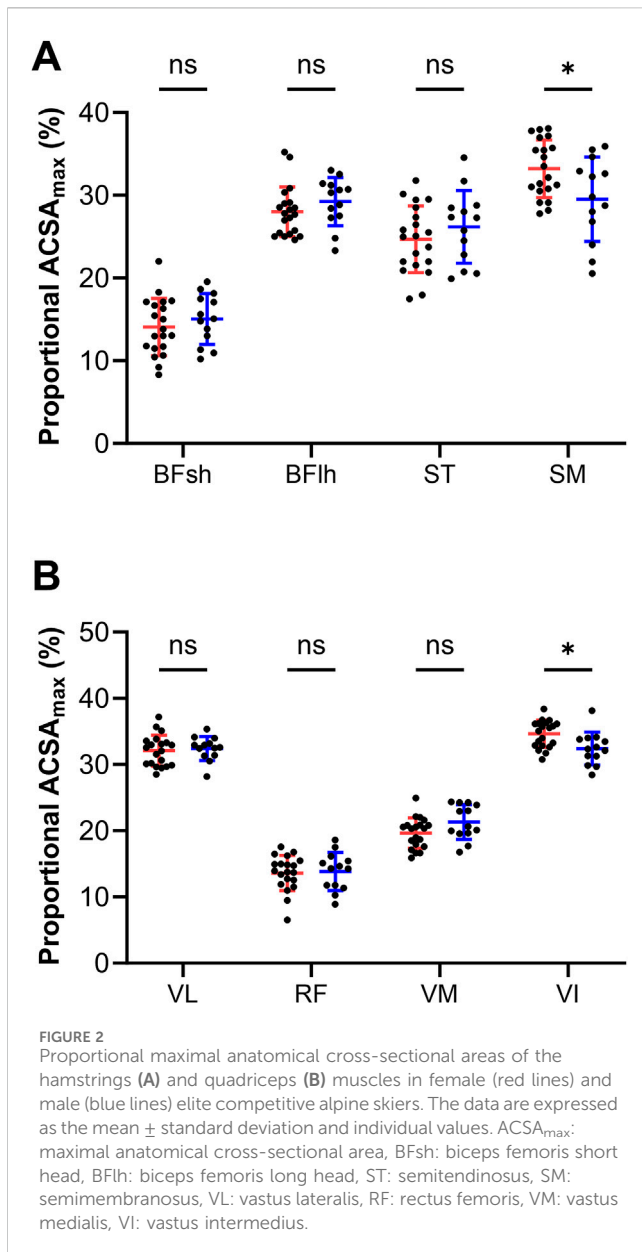 A
ns ns ns *
Proportional ACSAmax (%)
40
30
20
10
0
BFsh BFlh ST SM
B
ns ns ns *
Proportional ACSAmax (%)
50
40
30
20
10
0
VL RF VM VI
FIGURE 2
Proportional maximal anatomical cross-sectional areas of the
hamstrings (A) and quadriceps (B) muscles in female (red lines) and
male (blue lines) elite competitive alpine skiers. The data are expressed
as the mean ± standard deviation and individual values. ACSAmax:
maximal anatomical cross-sectional area, BFsh: biceps femoris short
head, BFlh: biceps femoris long head, ST: semitendinosus, SM:
semimembranosus, VL: vastus lateralis, RF: rectus femoris, VM: vastus
medialis, VI: vastus intermedius.